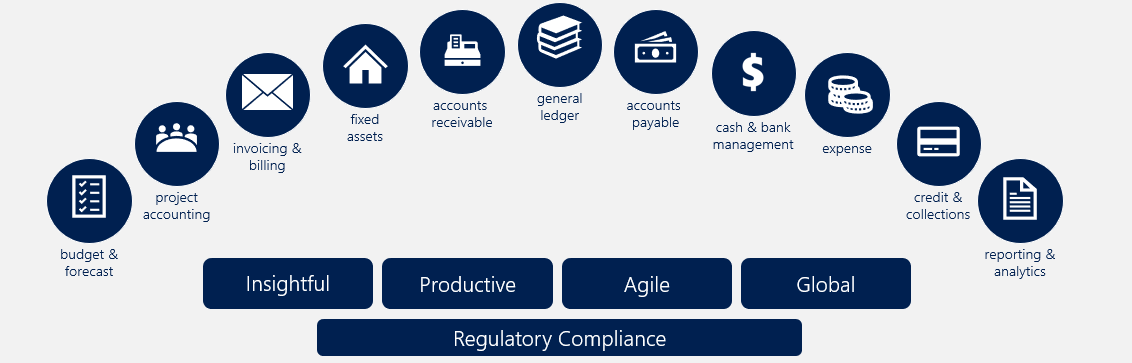 budget &
forecast
project
accounting
invoicing &
billing
fixed
assets
accounts
receivable
general
ledger
accounts
payable
$
cash & bank
management
expense
credit &
collections
reporting &
analytics
Insightful
Productive
Agile
Global
Regulatory Compliance